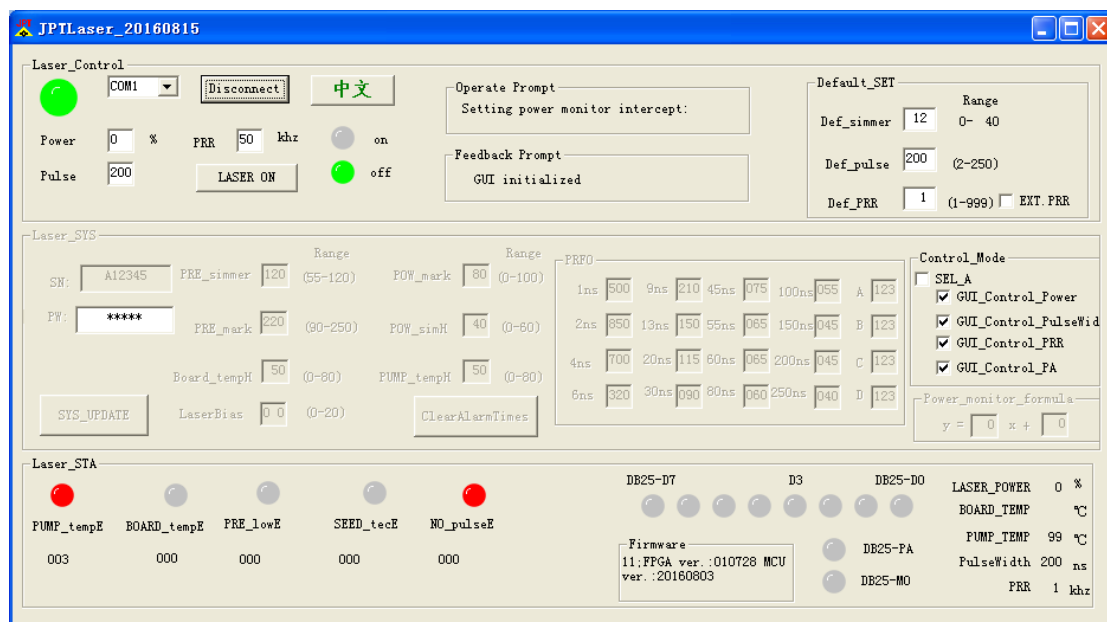 JPTLaser_20160815
Laser_Control
COM1 Disconnect 中文
Power 0 % PRR 50 khz on
Pulse 200 LASER ON off
Operate Prompt
Setting power monitor intercept:
Feedback Prompt
GUI initialized
Default_SET
Range
Def_simmer 12 0- 40
Def_pulse 200 (2-250)
Def_PRR 1 (1-999) EXT.PRR
Laser_SYS
Range Range
SN: A12345 PRE_simmer 120 (55-120) POW_mark 80 (0-100)
PW: ***** PRE_mark 220 (90-250) POW_simH 40 (0-60)
Board_tempH 50 (0-80) PUMP_tempH 50 (0-80)
SYS_UPDATE LaserBias 0 0 (0-20) ClearAlarmTimes
PRF0
1ns 500 9ns 210 45ns 075 100ns 055 A 123
2ns 850 13ns 150 55ns 065 150ns 045 B 123
4ns 700 20ns 115 60ns 065 200ns 045 C 123
6ns 320 30ns 090 80ns 060 250ns 040 D 123
Control_Mode
SEL_A
GUI_Control_Power
GUI_Control_PulseWid
GUI_Control_PRR
GUI_Control_PA
Power_monitor_formula
y = 0 x + 0
Laser_STA
PUMP_tempE BOARD_tempE PRE_lowE SEED_tecE NO_pulseE
003 000 000 000 000
DB25-D7 D3 DB25-D0
Firmware
11;FPGA ver.:010728 MCU
ver.:20160803
DB25-PA
DB25-MO
LASER_POWER 0 %
BOARD_TEMP ℃
PUMP_TEMP 99 ℃
PulseWidth 200 ns
PRR 1 khz